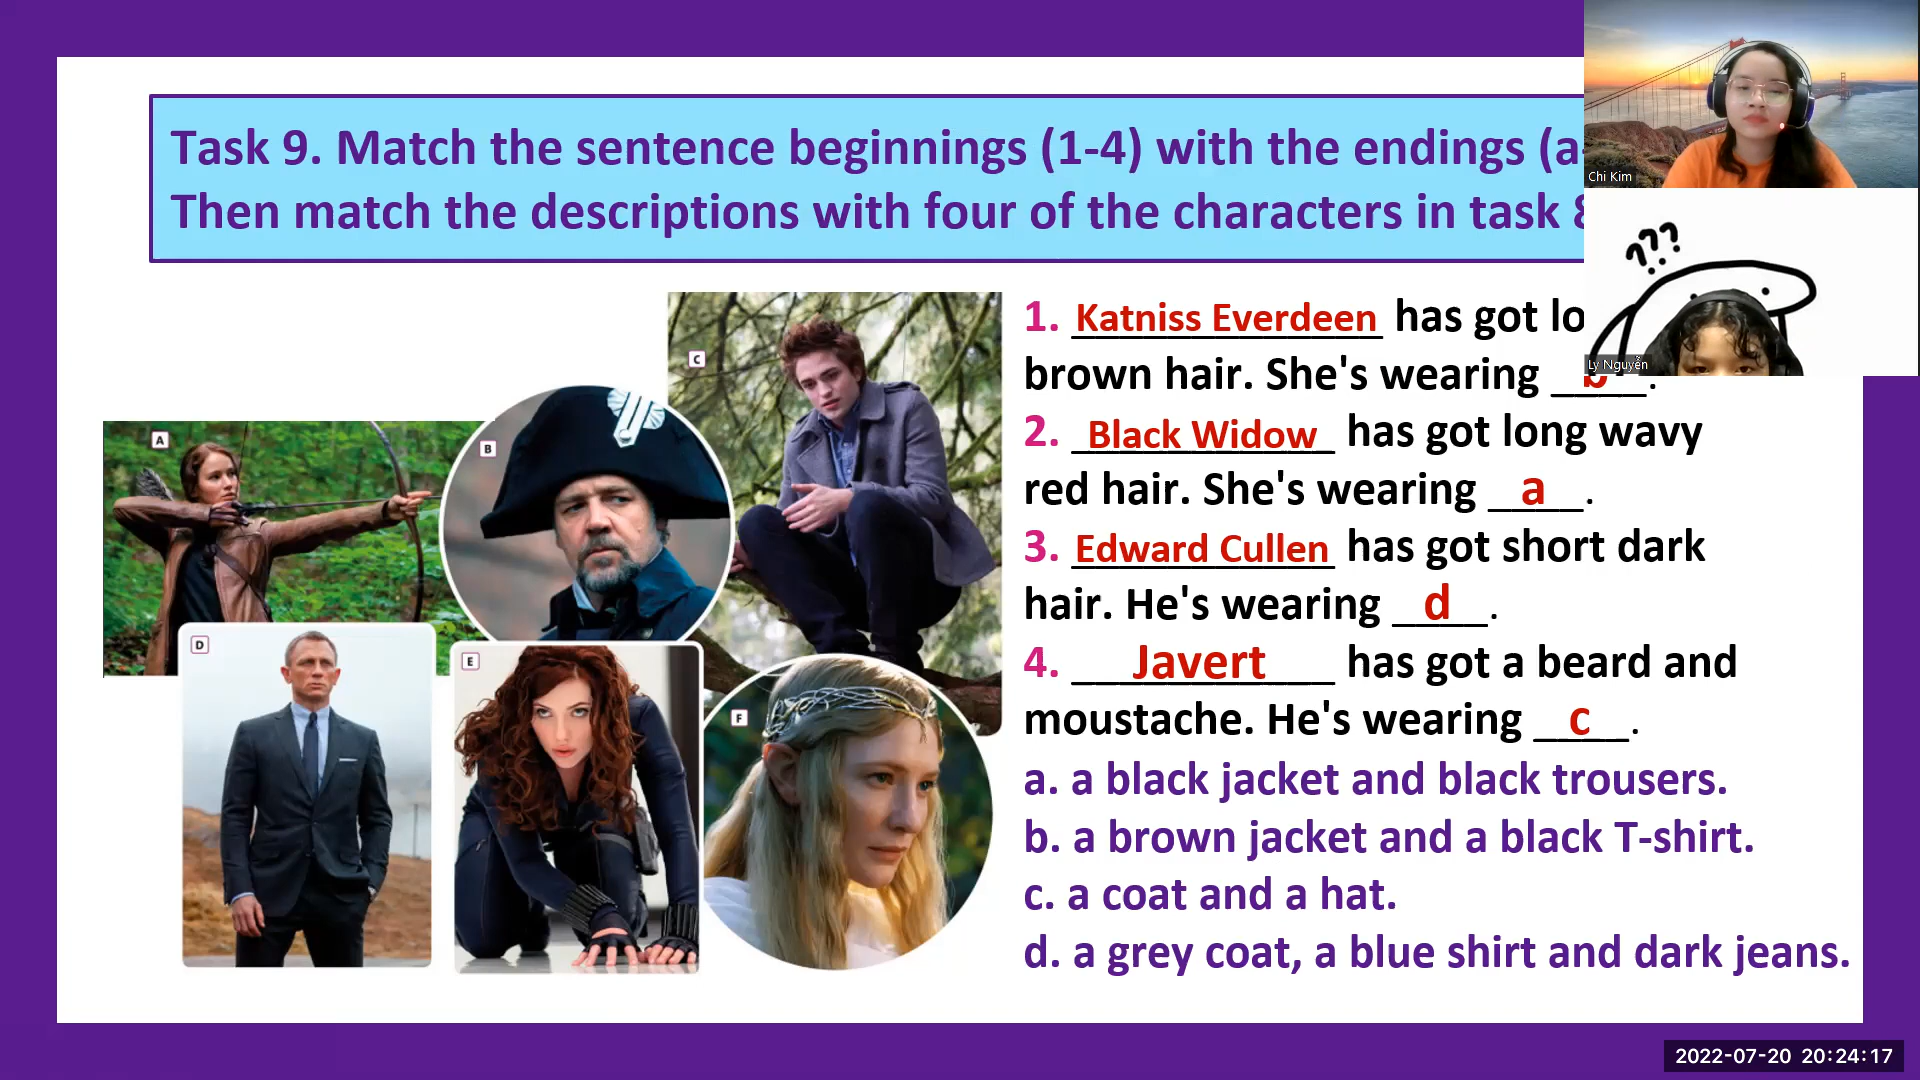 Task 9. Match the sentence beginnings (1-4) with the endings (a-
Then match the descriptions with four of the characters in task 8
Chi Kim
???
Ly Nguyễn
A
B
C
D
E
F
1. Katniss Everdeen has got lo
brown hair. She's wearing b.
2. Black Widow has got long wavy
red hair. She's wearing a.
3. Edward Cullen has got short dark
hair. He's wearing d.
4. Javert has got a beard and
moustache. He's wearing c.
a. a black jacket and black trousers.
b. a brown jacket and a black T-shirt.
c. a coat and a hat.
d. a grey coat, a blue shirt and dark jeans.
2022-07-20 20:24:17